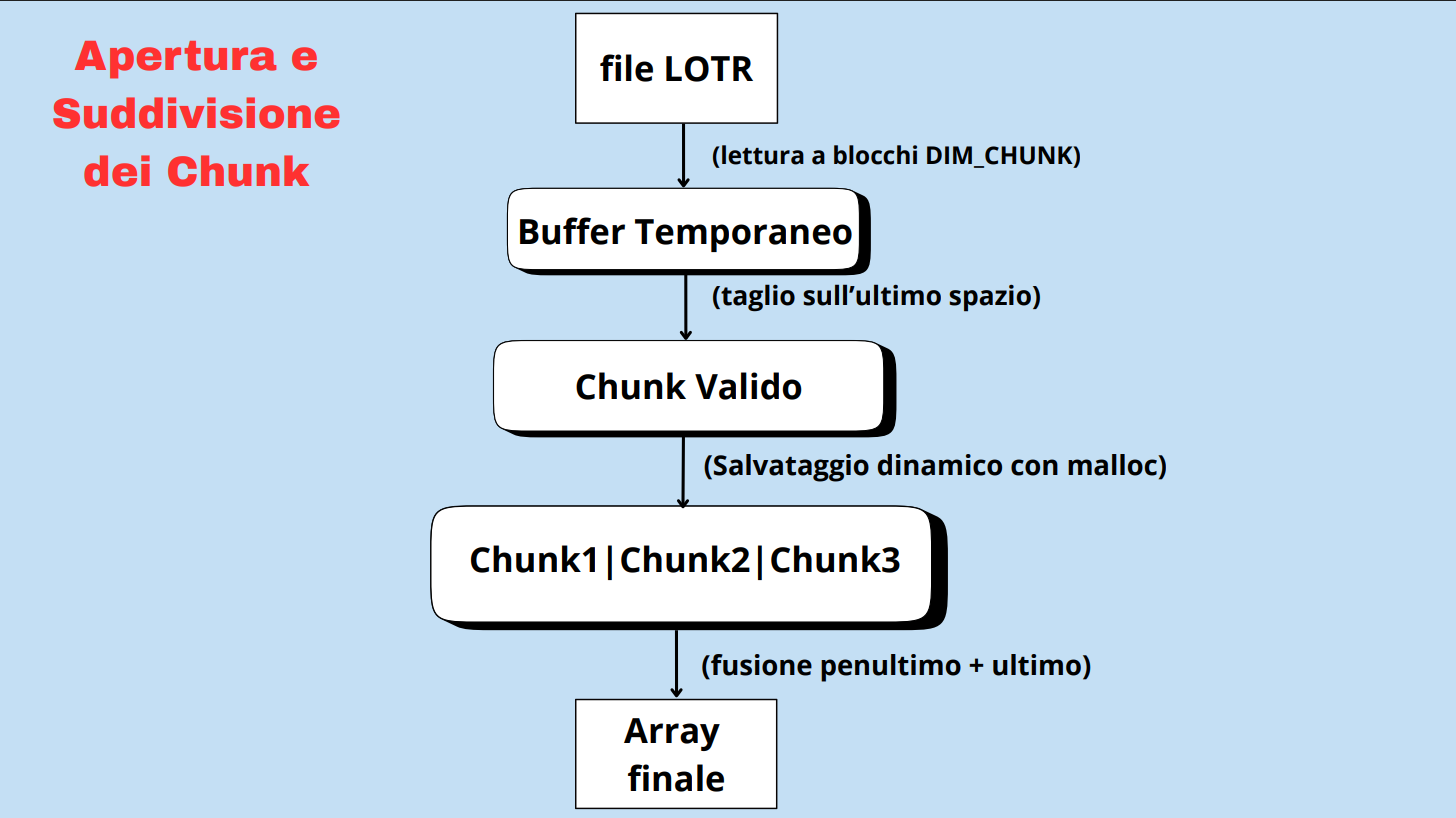 Apertura e
Suddivisione
dei Chunk
file LOTR
(lettura a blocchi DIM_CHUNK)
Buffer Temporaneo
(taglio sull’ultimo spazio)
Chunk Valido
(Salvataggio dinamico con malloc)
Chunk1|Chunk2|Chunk3
(fusione penultimo + ultimo)
Array
finale